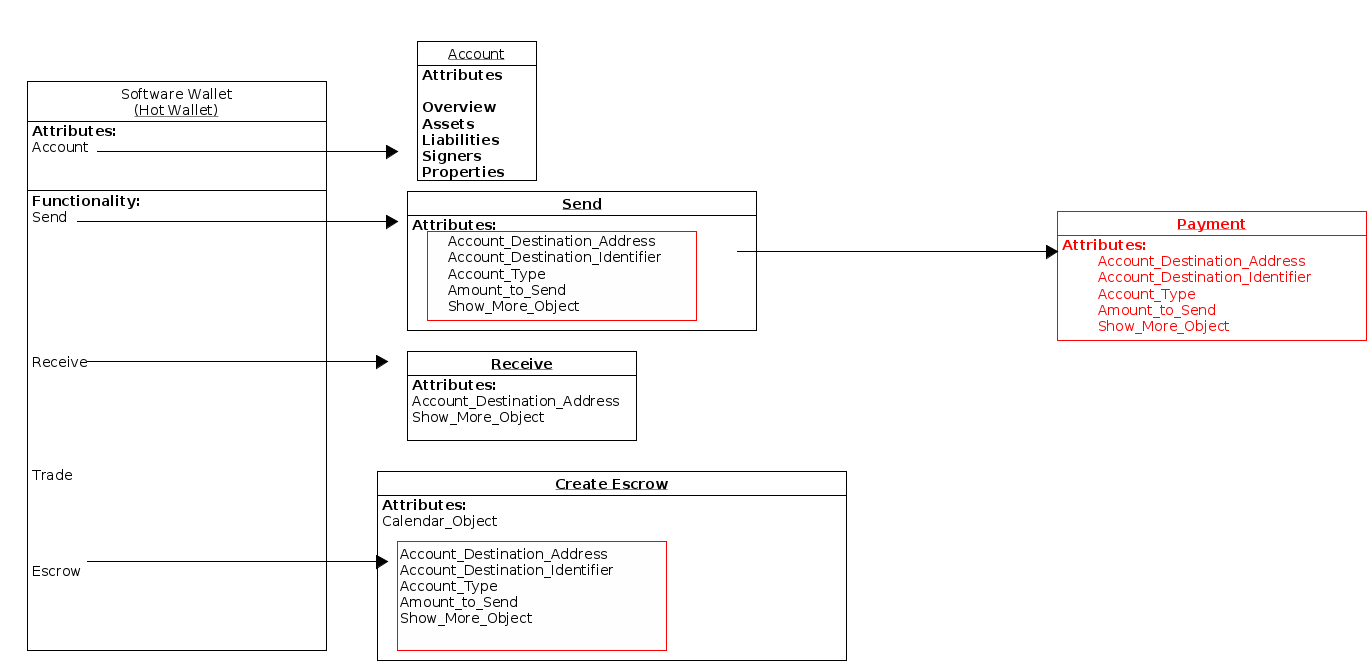 Software Wallet
(Hot Wallet)
Attributes:
Account
Functionality:
Send
Receive
Trade
Escrow
Account
Attributes
Overview
Assets
Liabilities
Signers
Properties
Send
Attributes:
Account_Destination_Address
Account_Destination_Identifier
Account_Type
Amount_to_Send
Show_More_Object
Payment
Attributes:
Account_Destination_Address
Account_Destination_Identifier
Account_Type
Amount_to_Send
Show_More_Object
Receive
Attributes:
Account_Destination_Address
Show_More_Object
Create Escrow
Attributes:
Calendar_Object
Account_Destination_Address
Account_Destination_Identifier
Account_Type
Amount_to_Send
Show_More_Object